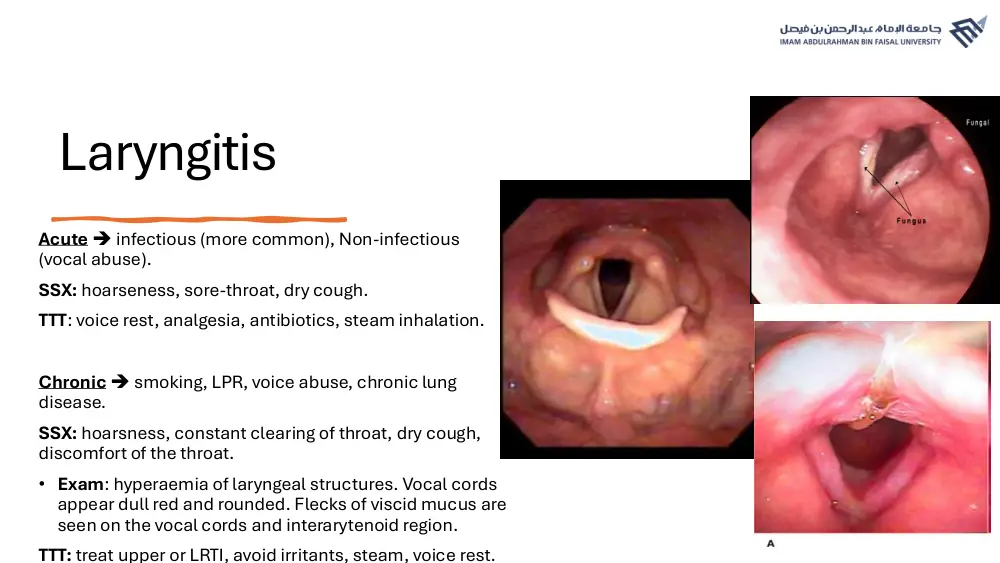 جامعة الإمام عبدالرحمن بن فيصل
IMAM ABDULRAHMAN BIN FAISAL UNIVERSITY
Laryngitis
Acute ➔ infectious (more common), Non-infectious
(vocal abuse).
SSX: hoarseness, sore-throat, dry cough.
TTT: voice rest, analgesia, antibiotics, steam inhalation.
Chronic ➔ smoking, LPR, voice abuse, chronic lung
disease.
SSX: hoarsness, constant clearing of throat, dry cough,
discomfort of the throat.
• Exam: hyperaemia of laryngeal structures. Vocal cords
appear dull red and rounded. Flecks of viscid mucus are
seen on the vocal cords and interarytenoid region.
TTT: treat upper or LRTI, avoid irritants, steam, voice rest.
Fungal
Fungus
A